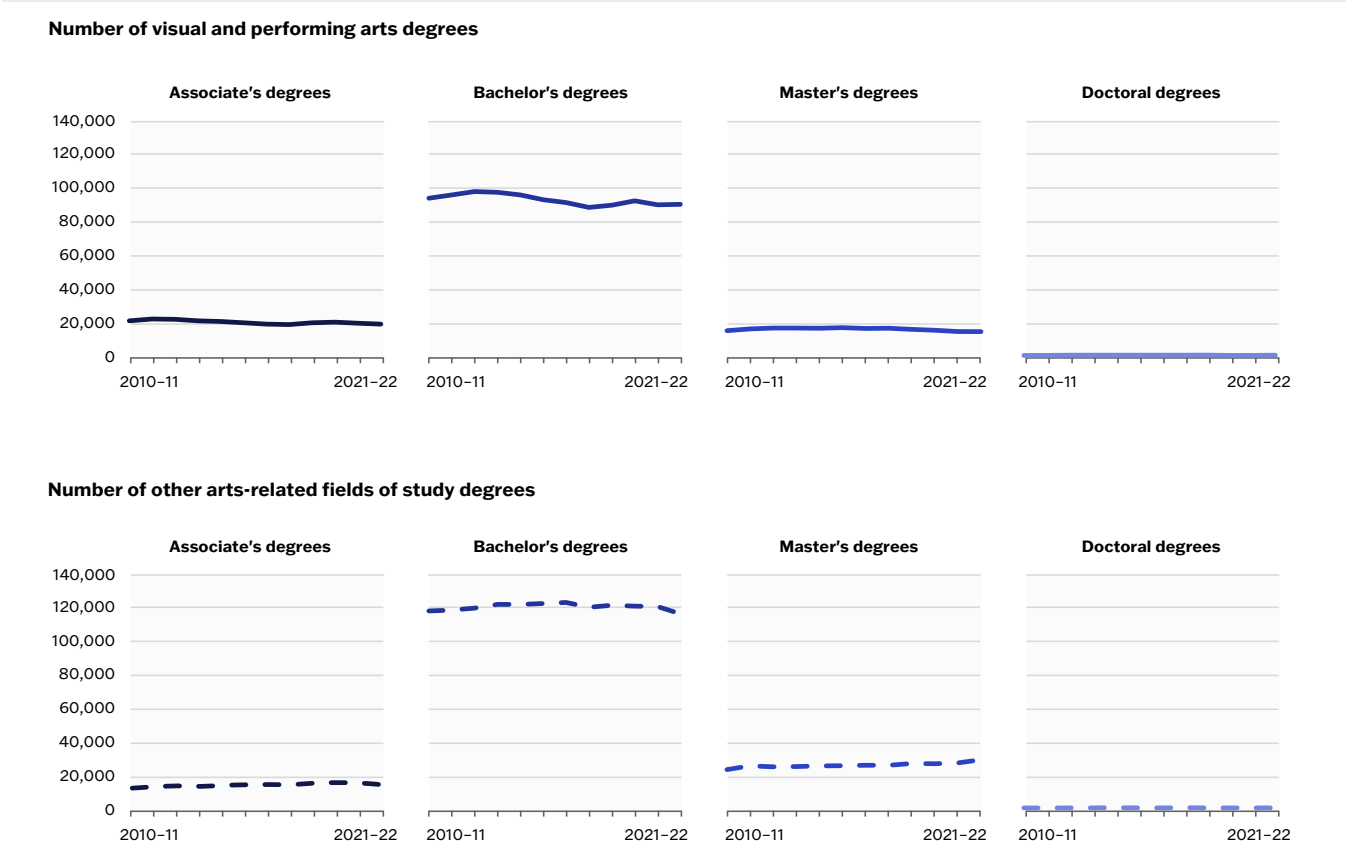 Number of visual and performing arts degrees
Associate's degrees Bachelor's degrees Master's degrees Doctoral degrees
140,000
120,000
100,000
80,000
60,000
40,000
20,000
0
2010–11 2021–22 2010–11 2021–22 2010–11 2021–22 2010–11 2021–22
Number of other arts-related fields of study degrees
Associate's degrees Bachelor's degrees Master's degrees Doctoral degrees
140,000
120,000
100,000
80,000
60,000
40,000
20,000
0
2010–11 2021–22 2010–11 2021–22 2010–11 2021–22 2010–11 2021–22